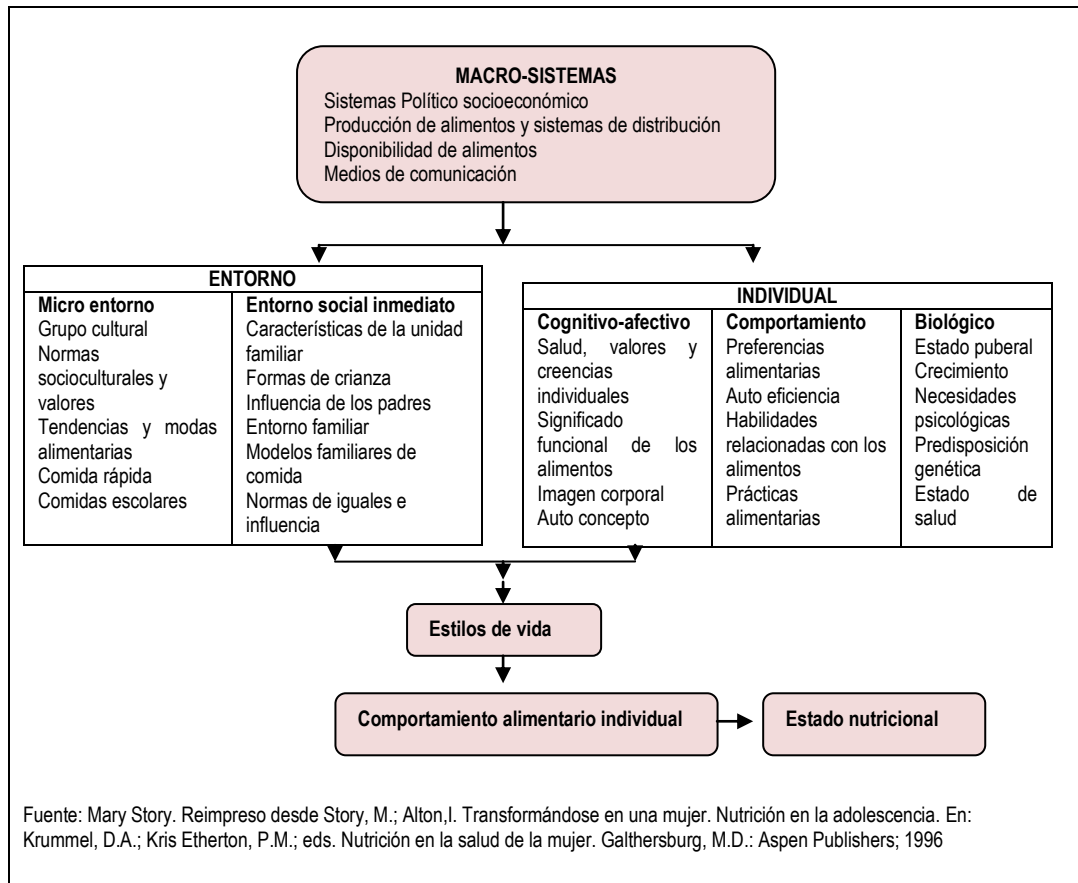 MACRO-SISTEMAS
Sistemas Político socioeconómico
Producción de alimentos y sistemas de distribución
Disponibilidad de alimentos
Medios de comunicación
ENTORNO
Micro entorno
Grupo cultural
Normas
socioculturales y
valores
Tendencias y modas
alimentarias
Comida rápida
Comidas escolares
Entorno social inmediato
Características de la unidad
familiar
Formas de crianza
Influencia de los padres
Entorno familiar
Modelos familiares de
comida
Normas de iguales e
influencia
INDIVIDUAL
Cognitivo-afectivo
Salud, valores y
creencias
individuales
Significado
funcional de los
alimentos
Imagen corporal
Auto concepto
Comportamiento
Preferencias
alimentarias
Auto eficiencia
Habilidades
relacionadas con los
alimentos
Prácticas
alimentarias
Biológico
Estado puberal
Crecimiento
Necesidades
psicológicas
Predisposición
genética
Estado de
salud
Estilos de vida
Comportamiento alimentario individual
Estado nutricional
Fuente: Mary Story. Reimpreso desde Story, M.; Alton,I. Transformándose en una mujer. Nutrición en la adolescencia. En:
Krummel, D.A.; Kris Etherton, P.M.; eds. Nutrición en la salud de la mujer. Galthersburg, M.D.: Aspen Publishers; 1996